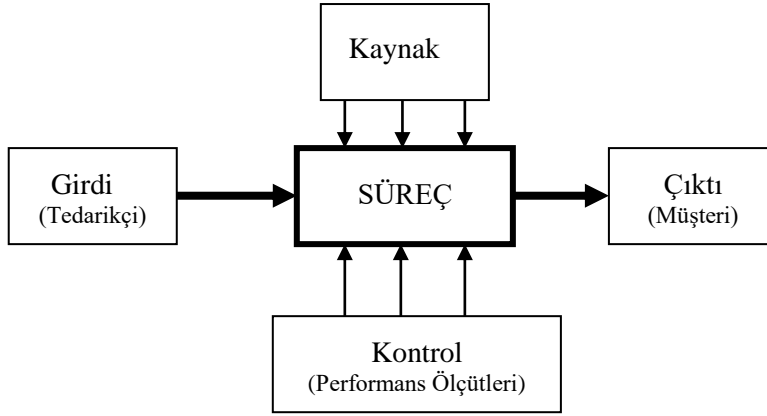 Kaynak
Girdi
(Tedarikçi)
SÜREÇ
Çıktı
(Müşteri)
Kontrol
(Performans Ölçütleri)